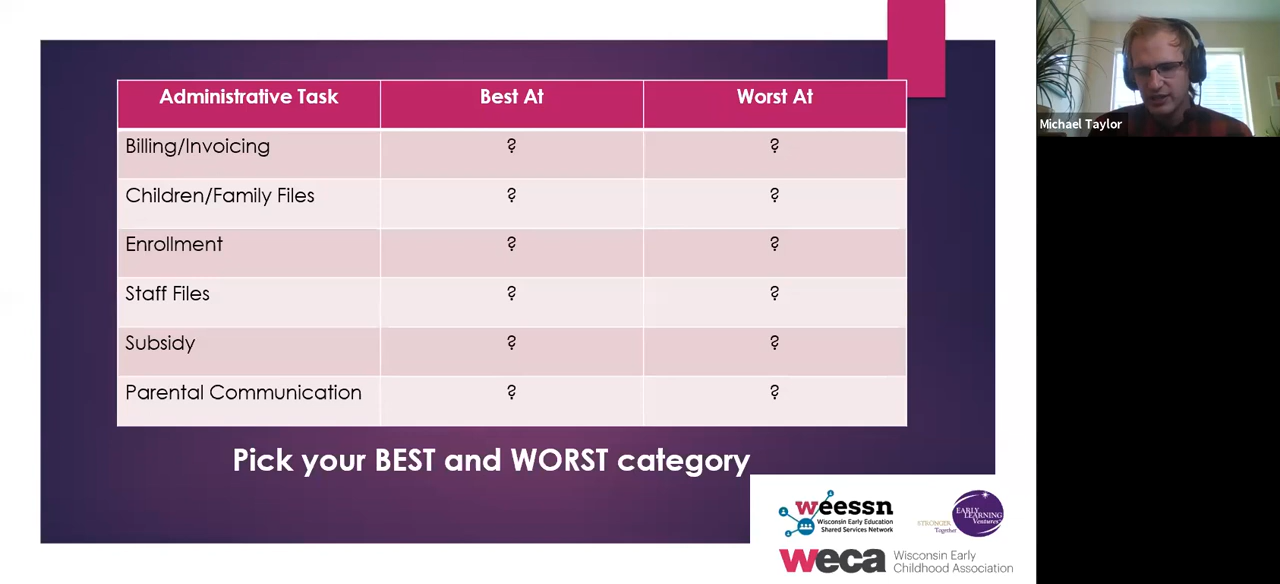 Administrative Task Best At Worst At
Billing/Invoicing ? ?
Children/Family Files ? ?
Enrollment ? ?
Staff Files ? ?
Subsidy ? ?
Parental Communication ? ?
Pick your BEST and WORST category
Michael Taylor
weessn
Wisconsin Early Education
Shared Services Network
STRONGER
Together
EARLY
LEARNING
Ventures
weca
Wisconsin Early
Childhood Association